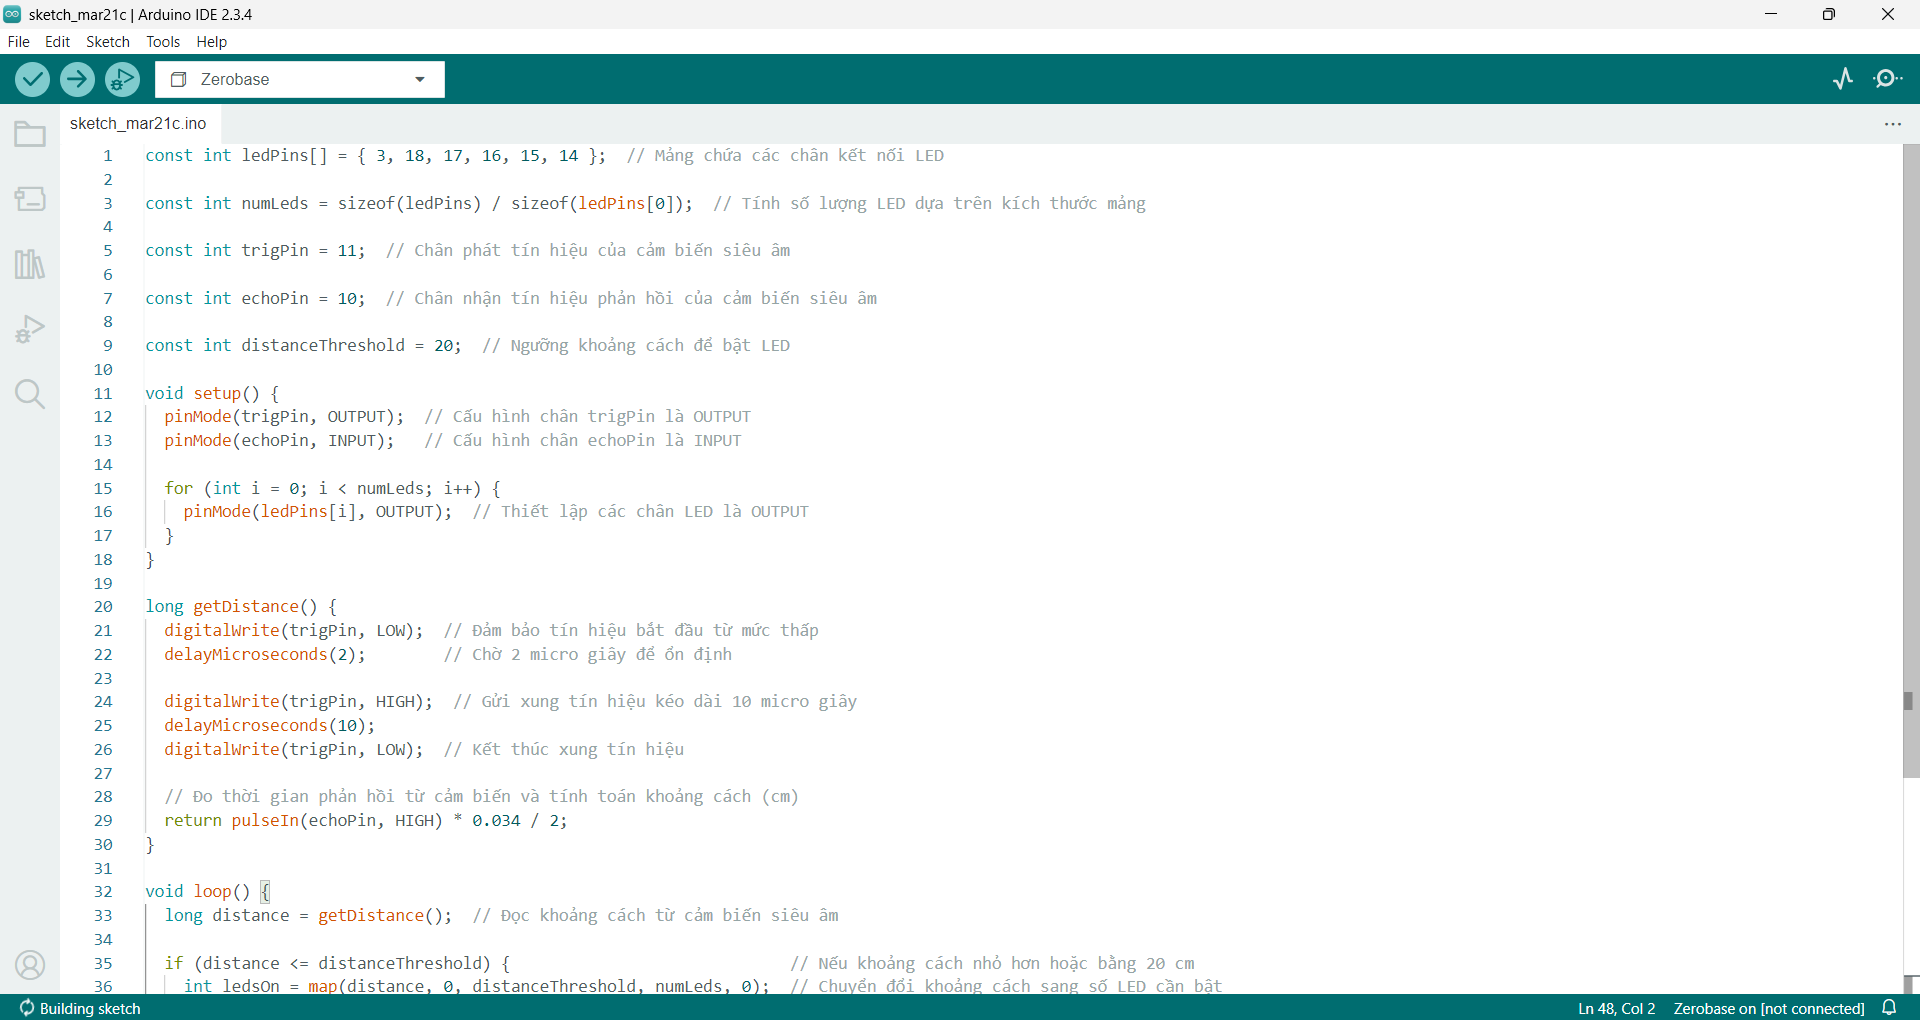 sketch_mar21c | Arduino IDE 2.3.4
File Edit Sketch Tools Help
Zerobase
sketch_mar21c.ino
1 const int ledPins[] = { 3, 18, 17, 16, 15, 14 };  // Mảng chứa các chân kết nối LED
2
3 const int numLeds = sizeof(ledPins) / sizeof(ledPins[0]);  // Tính số lượng LED dựa trên kích thước mảng
4
5 const int trigPin = 11;  // Chân phát tín hiệu của cảm biến siêu âm
6
7 const int echoPin = 10;  // Chân nhận tín hiệu phản hồi của cảm biến siêu âm
8
9 const int distanceThreshold = 20;  // Ngưỡng khoảng cách để bật LED
10
11 void setup() {
12   pinMode(trigPin, OUTPUT);  // Cấu hình chân trigPin là OUTPUT
13   pinMode(echoPin, INPUT);   // Cấu hình chân echoPin là INPUT
14
15   for (int i = 0; i < numLeds; i++) {
16     pinMode(ledPins[i], OUTPUT);  // Thiết lập các chân LED là OUTPUT
17   }
18 }
19
20 long getDistance() {
21   digitalWrite(trigPin, LOW);  // Đảm bảo tín hiệu bắt đầu từ mức thấp
22   delayMicroseconds(2);        // Chờ 2 micro giây để ổn định
23
24   digitalWrite(trigPin, HIGH);  // Gửi xung tín hiệu kéo dài 10 micro giây
25   delayMicroseconds(10);
26   digitalWrite(trigPin, LOW);  // Kết thúc xung tín hiệu
27
28   // Đo thời gian phản hồi từ cảm biến và tính toán khoảng cách (cm)
29   return pulseIn(echoPin, HIGH) * 0.034 / 2;
30 }
31
32 void loop() {
33   long distance = getDistance();  // Đọc khoảng cách từ cảm biến siêu âm
34
35   if (distance <= distanceThreshold) {                             // Nếu khoảng cách nhỏ hơn hoặc bằng 20 cm
36     int ledsOn = map(distance, 0, distanceThreshold, numLeds, 0);  // Chuyển đổi khoảng cách sang số LED cần bật
Building sketch
Ln 48, Col 2 Zerobase on [not connected]